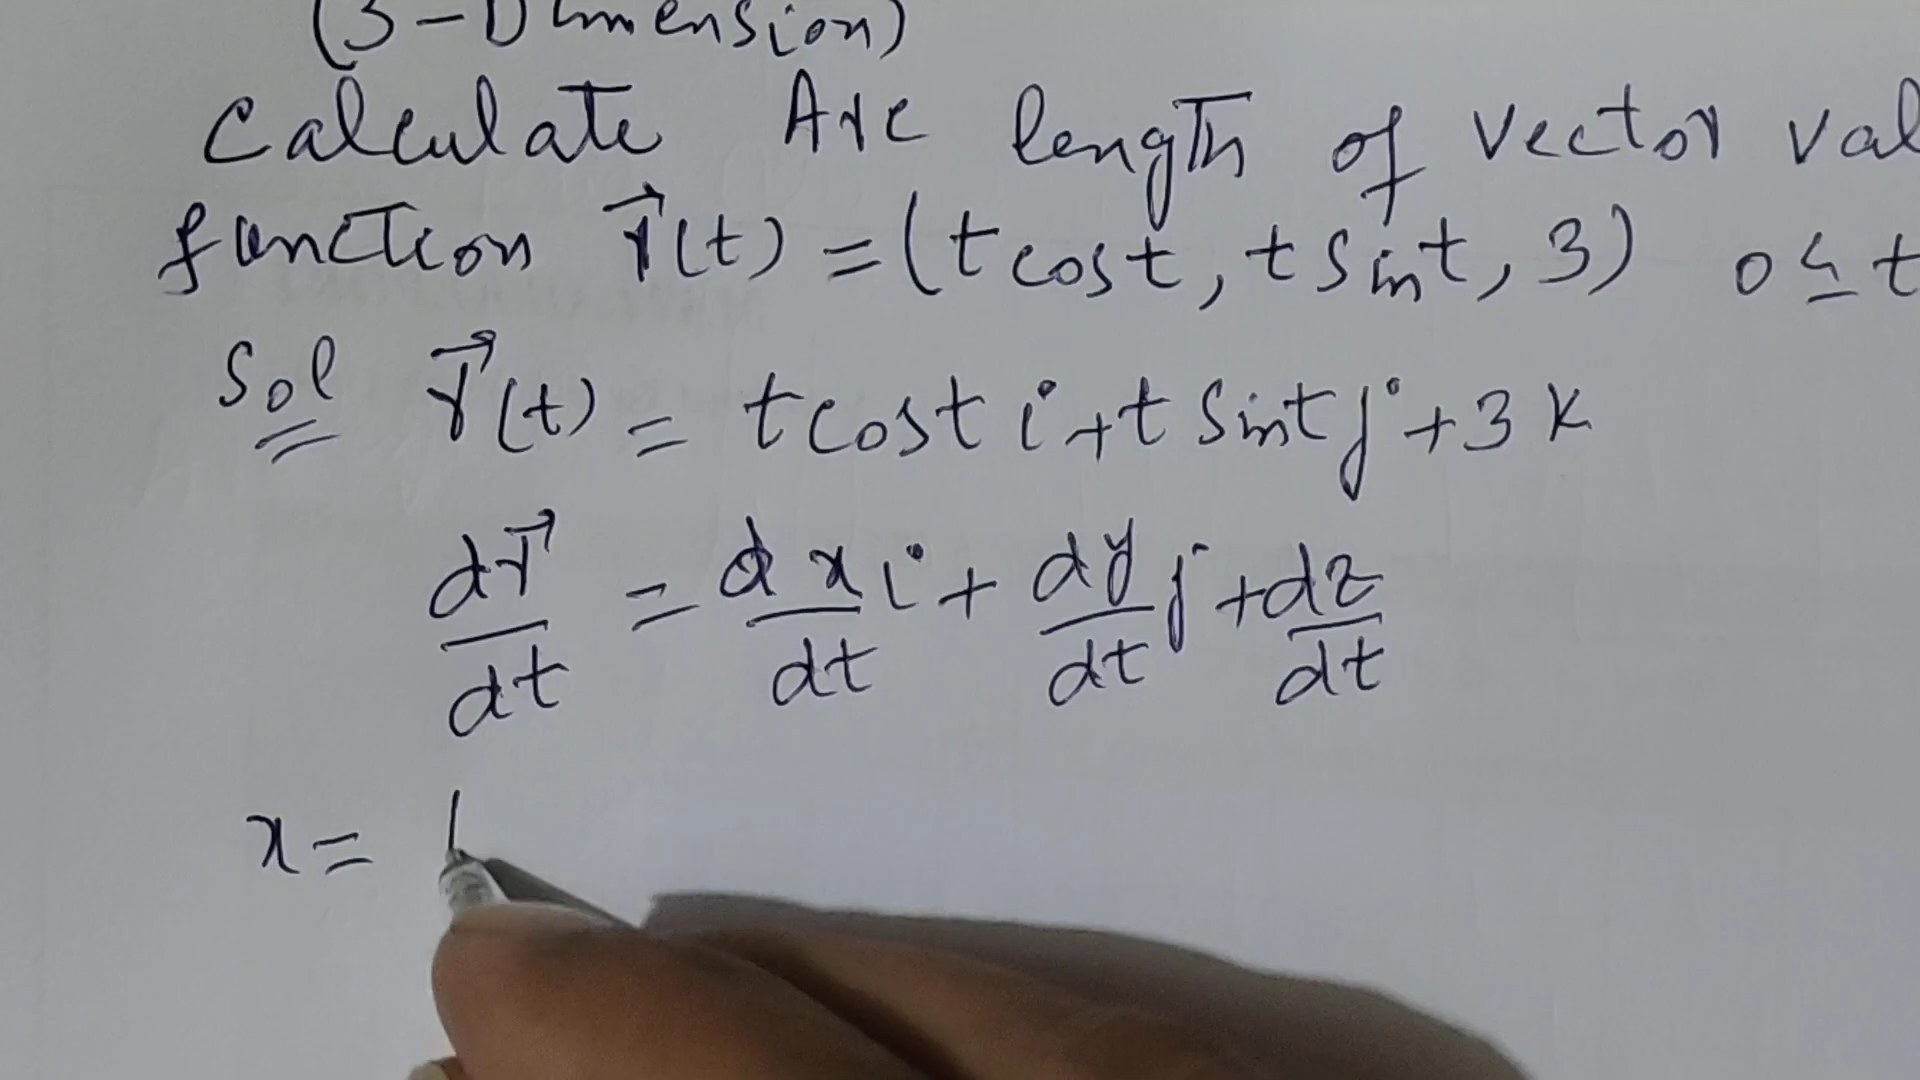 (3-Dimension)
Calculate Arc length of vector val
function r⃗(t) = (t cost, t sint, 3) 0 ≤ t
Sol r⃗(t) = t cost i + t sint j + 3 k
dr⃗/dt = dx/dt i + dy/dt j + dz/dt
x =